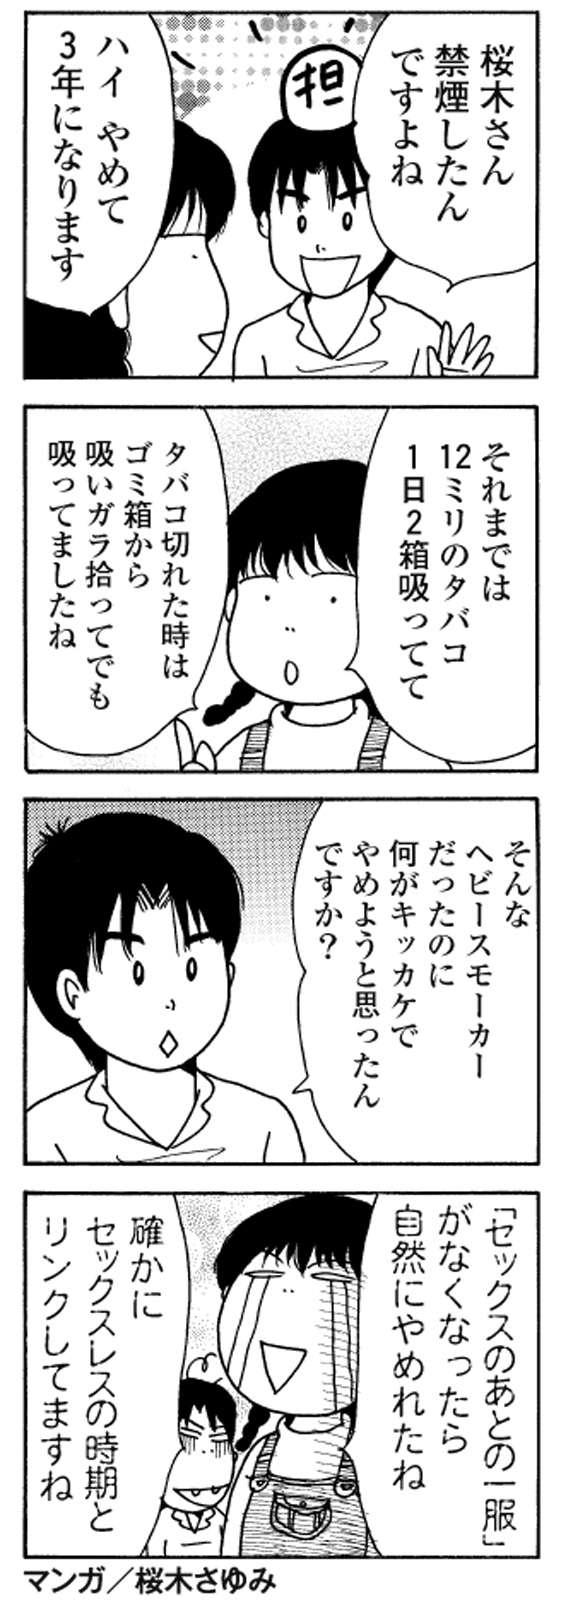 桜木さん
禁煙したん
ですよね
担
ハイ やめて
3年になります
それまでは
12ミリのタバコ
1日2箱吸ってて
タバコ切れた時は
ゴミ箱から
吸いガラ拾ってでも
吸ってましたね
そんな
ヘビースモーカー
だったのに
何がキッカケで
やめようと思ったん
ですか？
「セックスのあとの一服」
がなくなったら
自然にやめれたね
確かに
セックスレスの時期と
リンクしてますね
マンガ／桜木さゆみ